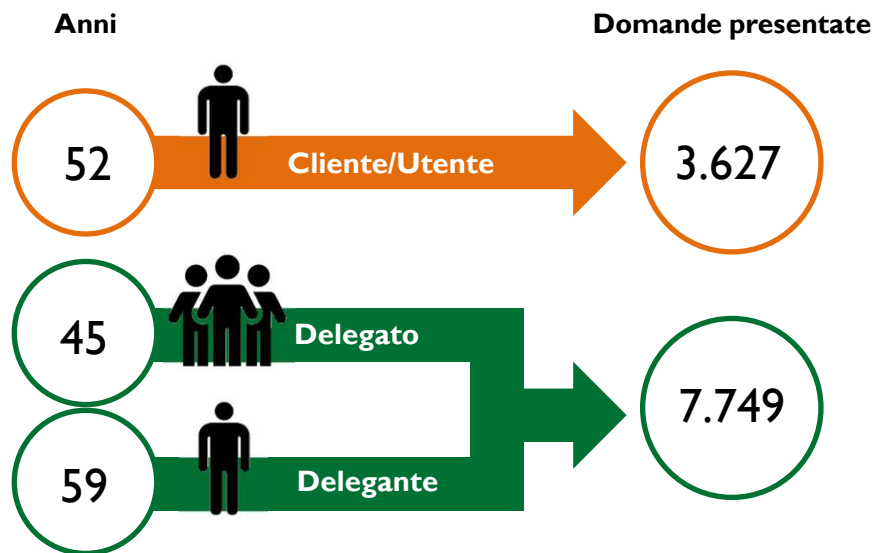 Anni
Domande presentate
52
Cliente/Utente
3.627
45
Delegato
7.749
59
Delegante